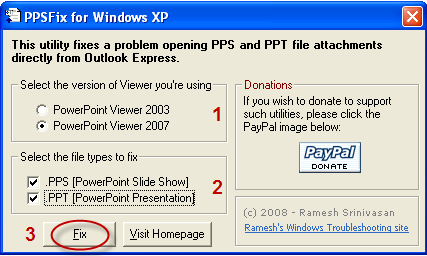 PPSFix for Windows XP
This utility fixes a problem opening PPS and PPT file attachments
directly from Outlook Express.
Select the version of Viewer you're using
PowerPoint Viewer 2003
PowerPoint Viewer 2007
1
Select the file types to fix
.PPS [PowerPoint Slide Show]
.PPT [PowerPoint Presentation]
2
3
Fix
Visit Homepage
Donations
If you wish to donate to support
such utilities, please click the
PayPal image below:
PayPal
DONATE
(c) 2008 - Ramesh Srinivasan
Ramesh's Windows Troubleshooting site